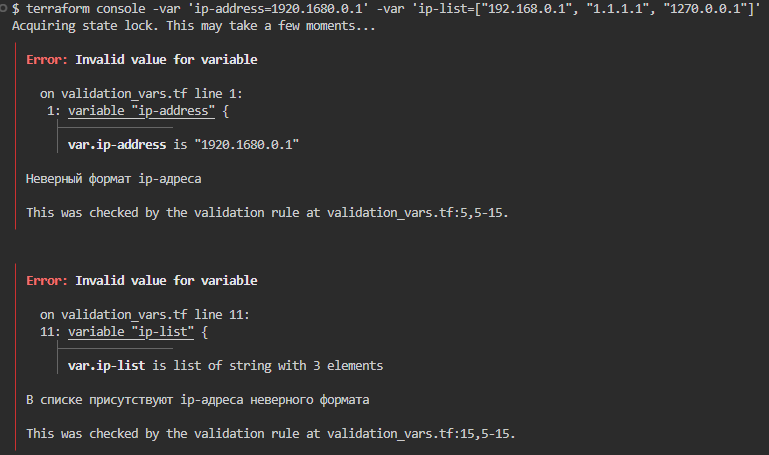 $ terraform console -var 'ip-address=1920.1680.0.1' -var 'ip-list=["192.168.0.1", "1.1.1.1", "1270.0.0.1"]'
Acquiring state lock. This may take a few moments...
Error: Invalid value for variable
on validation_vars.tf line 1:
1: variable "ip-address" {
var.ip-address is "1920.1680.0.1"
Неверный формат ip-адреса
This was checked by the validation rule at validation_vars.tf:5,5-15.
Error: Invalid value for variable
on validation_vars.tf line 11:
11: variable "ip-list" {
var.ip-list is list of string with 3 elements
В списке присутствуют ip-адреса неверного формата
This was checked by the validation rule at validation_vars.tf:15,5-15.